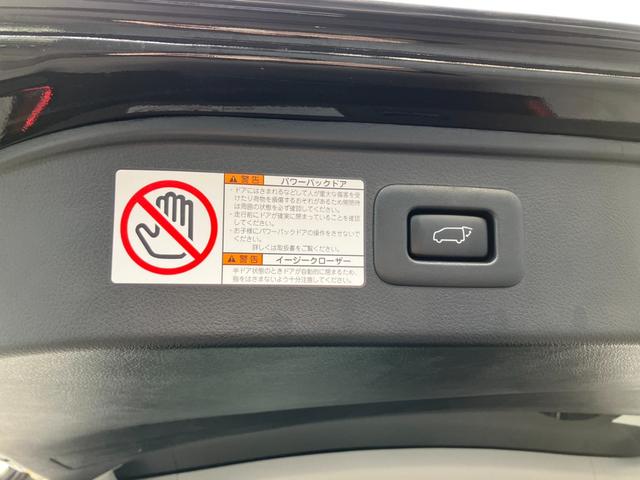 警告 パワーバックドア
・ドアにはさまれるなどして人が重大な傷害を受
けたり荷物を損傷するおそれがあるため開閉時
は周囲の状態を必ず確認してください。
・走行前にドアが確実に閉まっていることを確認
してください。
・お子様にパワーバックドアの操作をさせないで
ください。
詳しくは取扱書をご覧ください。
警告 イージークローザー
半ドア状態のときドアが自動的に閉まるため、
指をはさまないよう十分注意してください。